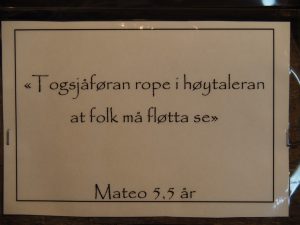 «Togsjåføran rope i høytaleran
at folk må fløtta se»
Mateo 5,5 år